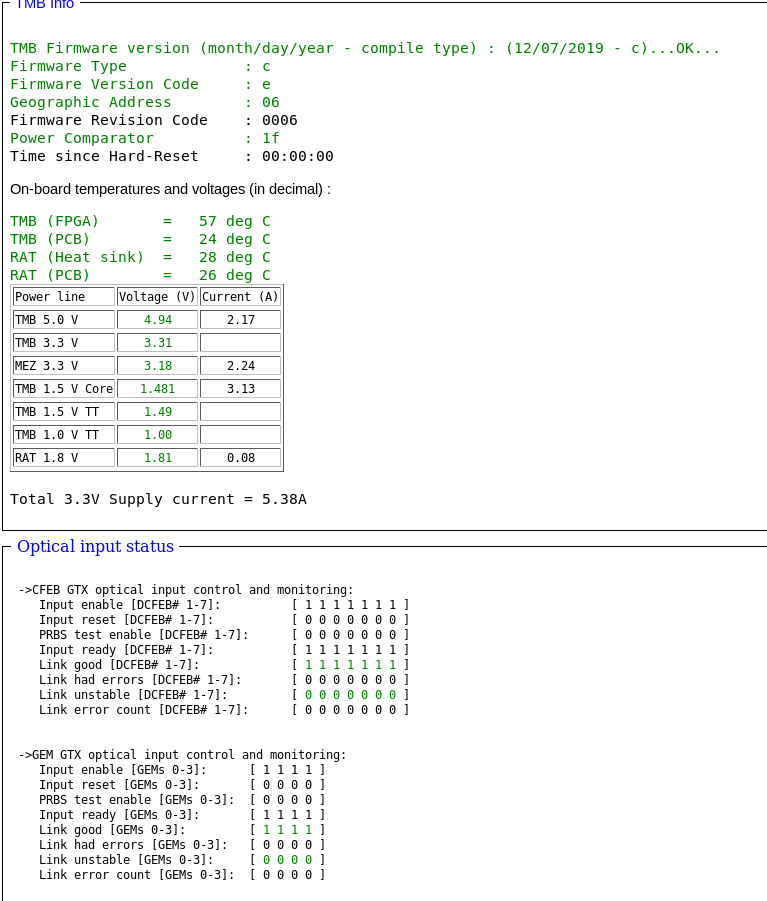 TMB Info
TMB Firmware version (month/day/year - compile type) : (12/07/2019 - c)...OK...
Firmware Type             : c
Firmware Version Code     : e
Geographic Address        : 06
Firmware Revision Code    : 0006
Power Comparator          : 1f
Time since Hard-Reset     : 00:00:00
On-board temperatures and voltages (in decimal) :
TMB (FPGA)       =   57 deg C
TMB (PCB)        =   24 deg C
RAT (Heat sink)  =   28 deg C
RAT (PCB)        =   26 deg C
Power line Voltage (V) Current (A)
TMB 5.0 V 4.94 2.17
TMB 3.3 V 3.31
MEZ 3.3 V 3.18 2.24
TMB 1.5 V Core 1.481 3.13
TMB 1.5 V TT 1.49
TMB 1.0 V TT 1.00
RAT 1.8 V 1.81 0.08
Total 3.3V Supply current = 5.38A
Optical input status
->CFEB GTX optical input control and monitoring:
Input enable [DCFEB# 1-7]:          [ 1 1 1 1 1 1 1 ]
Input reset [DCFEB# 1-7]:           [ 0 0 0 0 0 0 0 ]
PRBS test enable [DCFEB# 1-7]:      [ 0 0 0 0 0 0 0 ]
Input ready [DCFEB# 1-7]:           [ 1 1 1 1 1 1 1 ]
Link good [DCFEB# 1-7]:             [ 1 1 1 1 1 1 1 ]
Link had errors [DCFEB# 1-7]:       [ 0 0 0 0 0 0 0 ]
Link unstable [DCFEB# 1-7]:         [ 0 0 0 0 0 0 0 ]
Link error count [DCFEB# 1-7]:      [ 0 0 0 0 0 0 0 ]
->GEM GTX optical input control and monitoring:
Input enable [GEMs 0-3]:      [ 1 1 1 1 ]
Input reset [GEMs 0-3]:       [ 0 0 0 0 ]
PRBS test enable [GEMs 0-3]:  [ 0 0 0 0 ]
Input ready [GEMs 0-3]:       [ 1 1 1 1 ]
Link good [GEMs 0-3]:         [ 1 1 1 1 ]
Link had errors [GEMs 0-3]:   [ 0 0 0 0 ]
Link unstable [GEMs 0-3]:     [ 0 0 0 0 ]
Link error count [GEMs 0-3]:  [ 0 0 0 0 ]